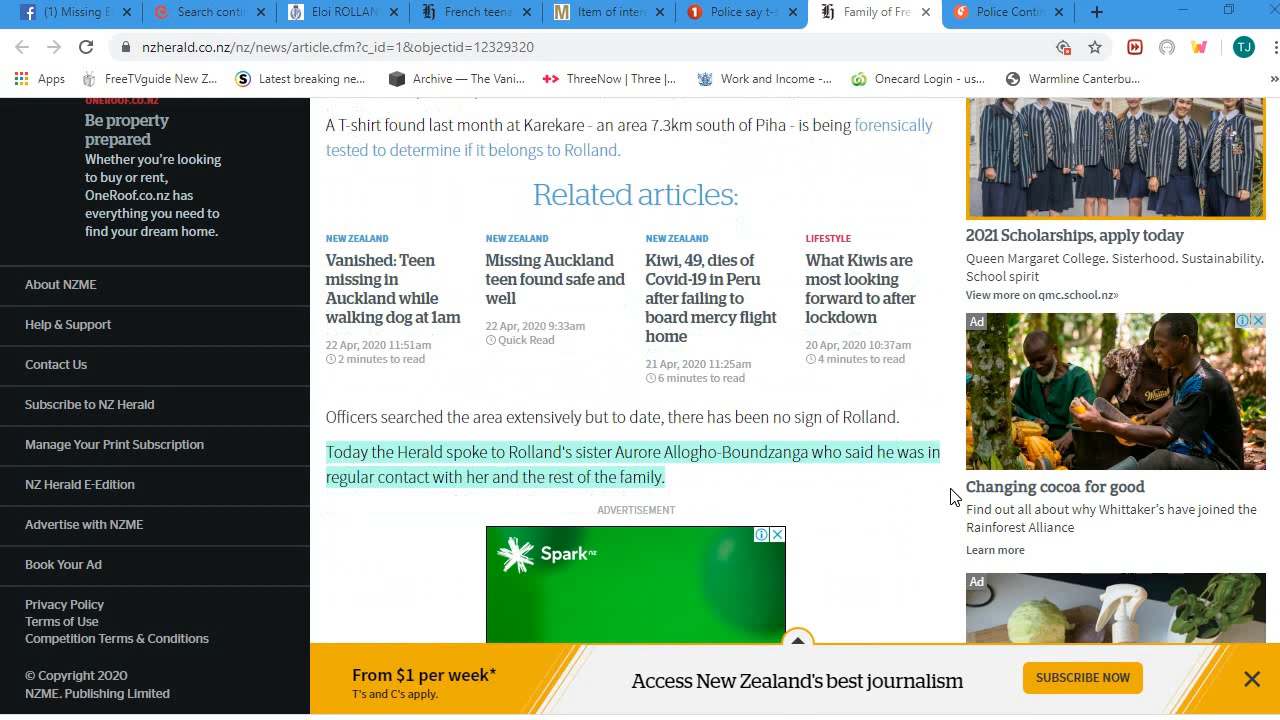 (1) Missing E
Search conti
Eloi ROLLAN
French teena
Item of inter
Police say t-s
Family of Fre
Police Contin
nzherald.co.nz/nz/news/article.cfm?c_id=1&objectid=12329320
TJ
Apps
FreeTVguide New Z...
Latest breaking ne...
Archive — The Vani...
ThreeNow | Three |...
Work and Income -...
Onecard Login - us...
Warmline Canterbu...
»
ONEROOF.CO.NZ
Be property
prepared
Whether you're looking
to buy or rent,
OneRoof.co.nz has
everything you need to
find your dream home.
About NZME
Help & Support
Contact Us
Subscribe to NZ Herald
Manage Your Print Subscription
NZ Herald E-Edition
Advertise with NZME
Book Your Ad
Privacy Policy
Terms of Use
Competition Terms & Conditions
© Copyright 2020
NZME. Publishing Limited
A T-shirt found last month at Karekare - an area 7.3km south of Piha - is being forensically
tested to determine if it belongs to Rolland.
Related articles:
NEW ZEALAND
Vanished: Teen
missing in
Auckland while
walking dog at 1am
22 Apr, 2020 11:51am
2 minutes to read
NEW ZEALAND
Missing Auckland
teen found safe and
well
22 Apr, 2020 9:33am
Quick Read
NEW ZEALAND
Kiwi, 49, dies of
Covid-19 in Peru
after failing to
board mercy flight
home
21 Apr, 2020 11:25am
6 minutes to read
LIFESTYLE
What Kiwis are
most looking
forward to after
lockdown
20 Apr, 2020 10:37am
4 minutes to read
Officers searched the area extensively but to date, there has been no sign of Rolland.
Today the Herald spoke to Rolland's sister Aurore Allogho-Boundzanga who said he was in
regular contact with her and the rest of the family.
ADVERTISEMENT
Spark nz
2021 Scholarships, apply today
Queen Margaret College. Sisterhood. Sustainability.
School spirit
View more on qmc.school.nz»
Ad
Changing cocoa for good
Find out all about why Whittaker's have joined the
Rainforest Alliance
Learn more
Ad
From $1 per week*
T's and C's apply.
Access New Zealand's best journalism
SUBSCRIBE NOW